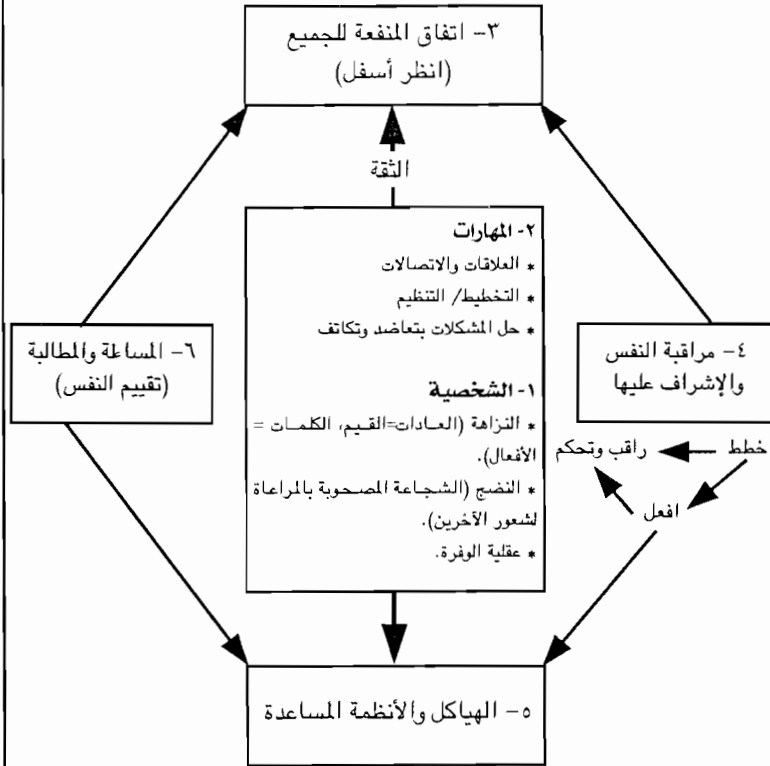 ٣- اتفاق المنفعة للجميع
(انظر أسفل)
الثقة
٢- المهارات
* العلاقات والاتصالات
* التخطيط/ التنظيم
* حل المشكلات بتعاضد وتكاتف
١- الشخصية
* النزاهة (العادات=القيم، الكلمات =
الأفعال).
* النضج (الشجاعة المصحوبة بالمراعاة
لشعور الآخرين).
* عقلية الوفرة.
٤- مراقبة النفس
والإشراف عليها
خطط
راقب وتحكم
افعل
٦- المساءلة والمطالبة
(تقييم النفس)
٥- الهياكل والأنظمة المساعدة